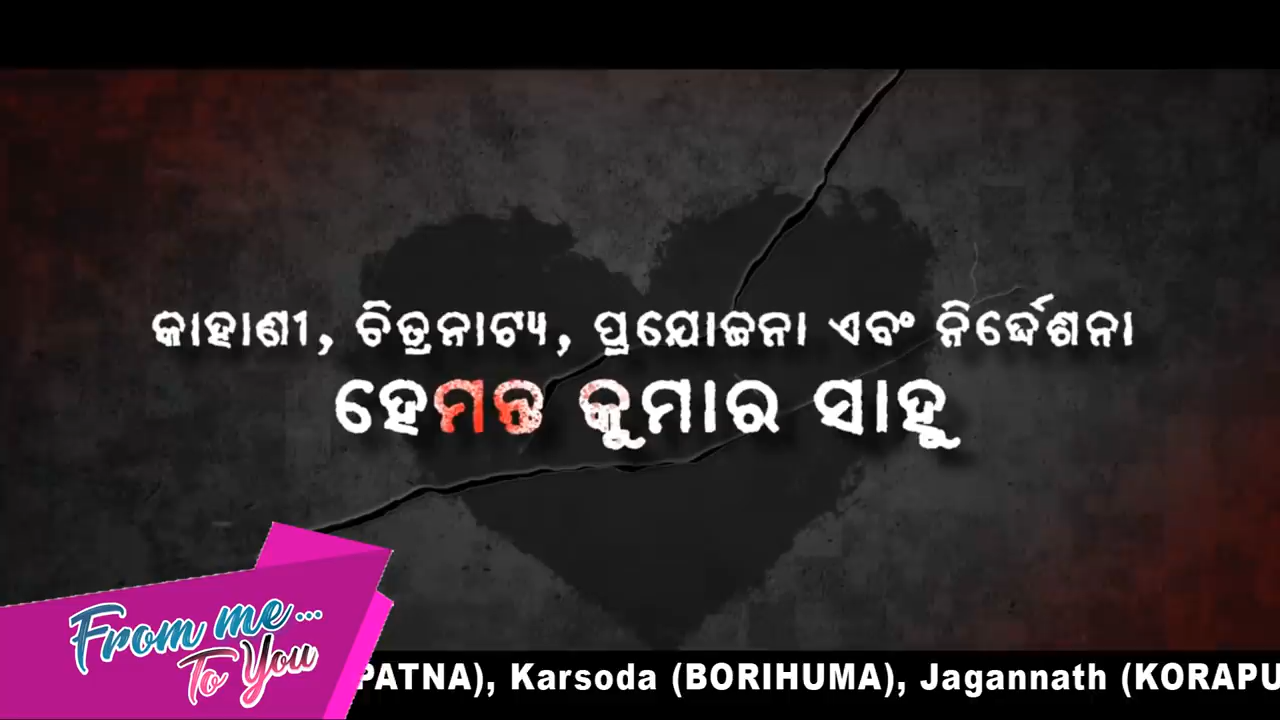 କାହାଣୀ, ଚିତ୍ରନାଟ୍ୟ, ପ୍ରଯୋଜନା ଏବଂ ନିର୍ଦ୍ଦେଶନା
ହେମନ୍ତ କୁମାର ସାହୁ
From me...
To You
PATNA), Karsoda (BORIHUMA), Jagannath (KORAPU